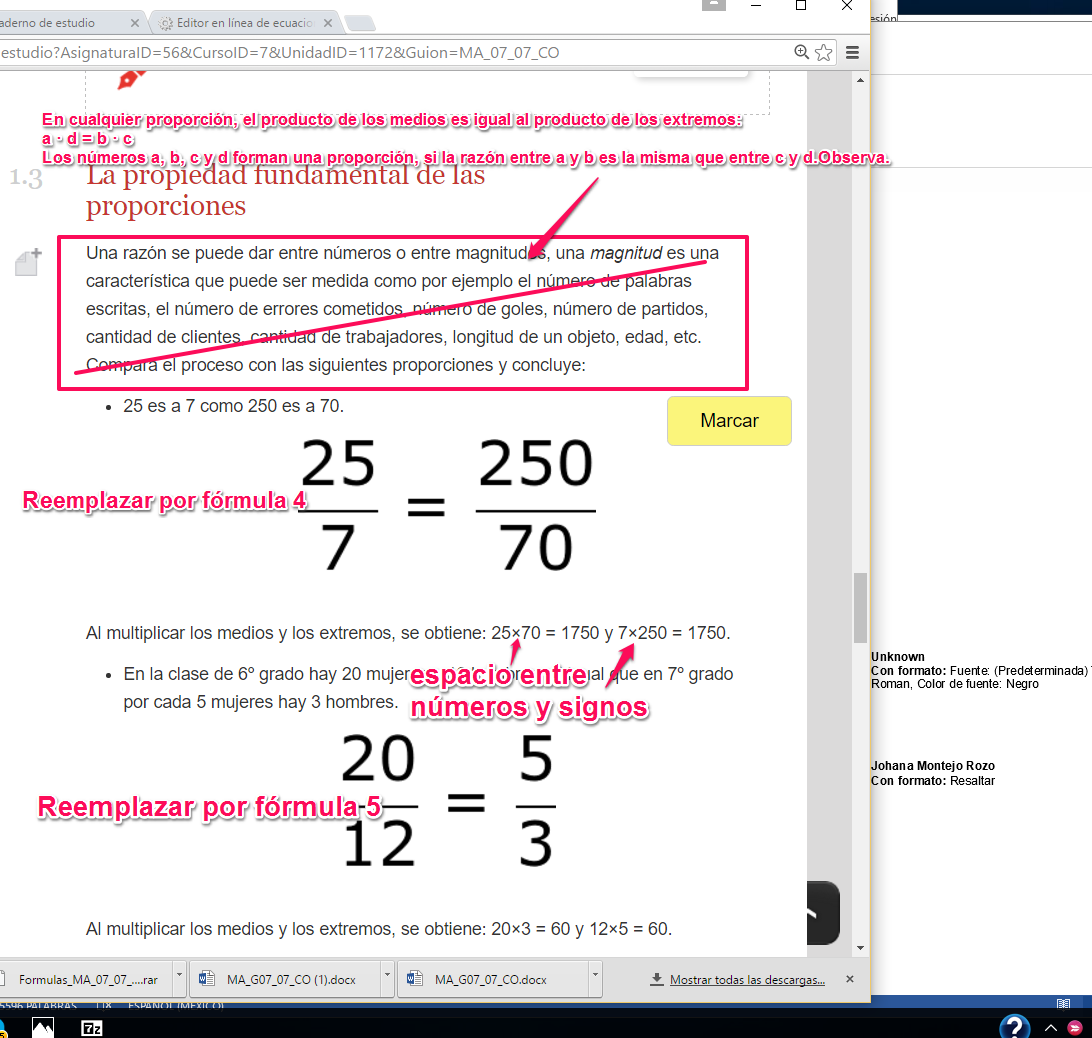 aderno de estudio
Editor en línea de ecuacio
estudio?AsignaturaID=56&CursoID=7&UnidadID=1172&Guion=MA_07_07_CO
esión
En cualquier proporción, el producto de los medios es igual al producto de los extremos:
a · d = b · c
Los números a, b, c y d forman una proporción, si la razón entre a y b es la misma que entre c y d.Observa.
1.3 La propiedad fundamental de las
proporciones
Una razón se puede dar entre números o entre magnitudes, una magnitud es una
característica que puede ser medida como por ejemplo el número de palabras
escritas, el número de errores cometidos, número de goles, número de partidos,
cantidad de clientes, cantidad de trabajadores, longitud de un objeto, edad, etc.
Compara el proceso con las siguientes proporciones y concluye:
• 25 es a 7 como 250 es a 70.
Marcar
25 250
Reemplazar por fórmula 4
=
7 70
Al multiplicar los medios y los extremos, se obtiene: 25×70 = 1750 y 7×250 = 1750.
• En la clase de 6º grado hay 20 mujer que en 7º grado
por cada 5 mujeres hay 3 hombres.
espacio entre
números y signos
20 5
Reemplazar por fórmula 5
=
12 3
Al multiplicar los medios y los extremos, se obtiene: 20×3 = 60 y 12×5 = 60.
Unknown
Con formato: Fuente: (Predeterminada)
Roman, Color de fuente: Negro
Johana Montejo Rozo
Con formato: Resaltar
Formulas_MA_07_07_....rar
MA_G07_07_CO (1).docx
MA_G07_07_CO.docx
Mostrar todas las descargas...
5596 PALABRAS ESPAÑOL (MÉXICO)
7z
?